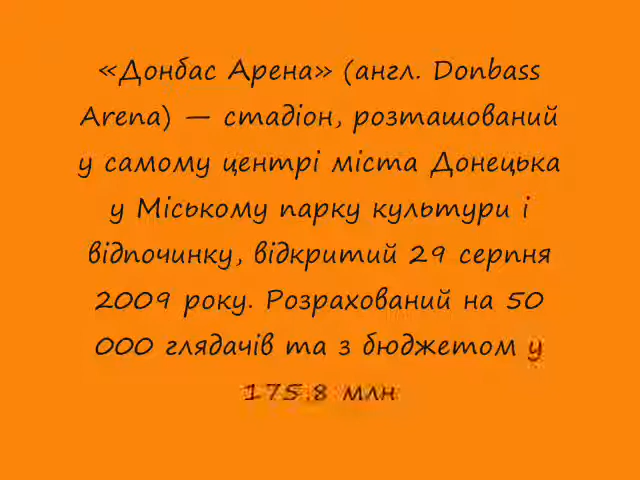 «Донбас Арена» (англ. Donbass
Arena) — стадіон, розташований
у самому центрі міста Донецька
у Міському парку культури і
відпочинку, відкритий 29 серпня
2009 року. Розрахований на 50
000 глядачів та з бюджетом у
175,8 млн